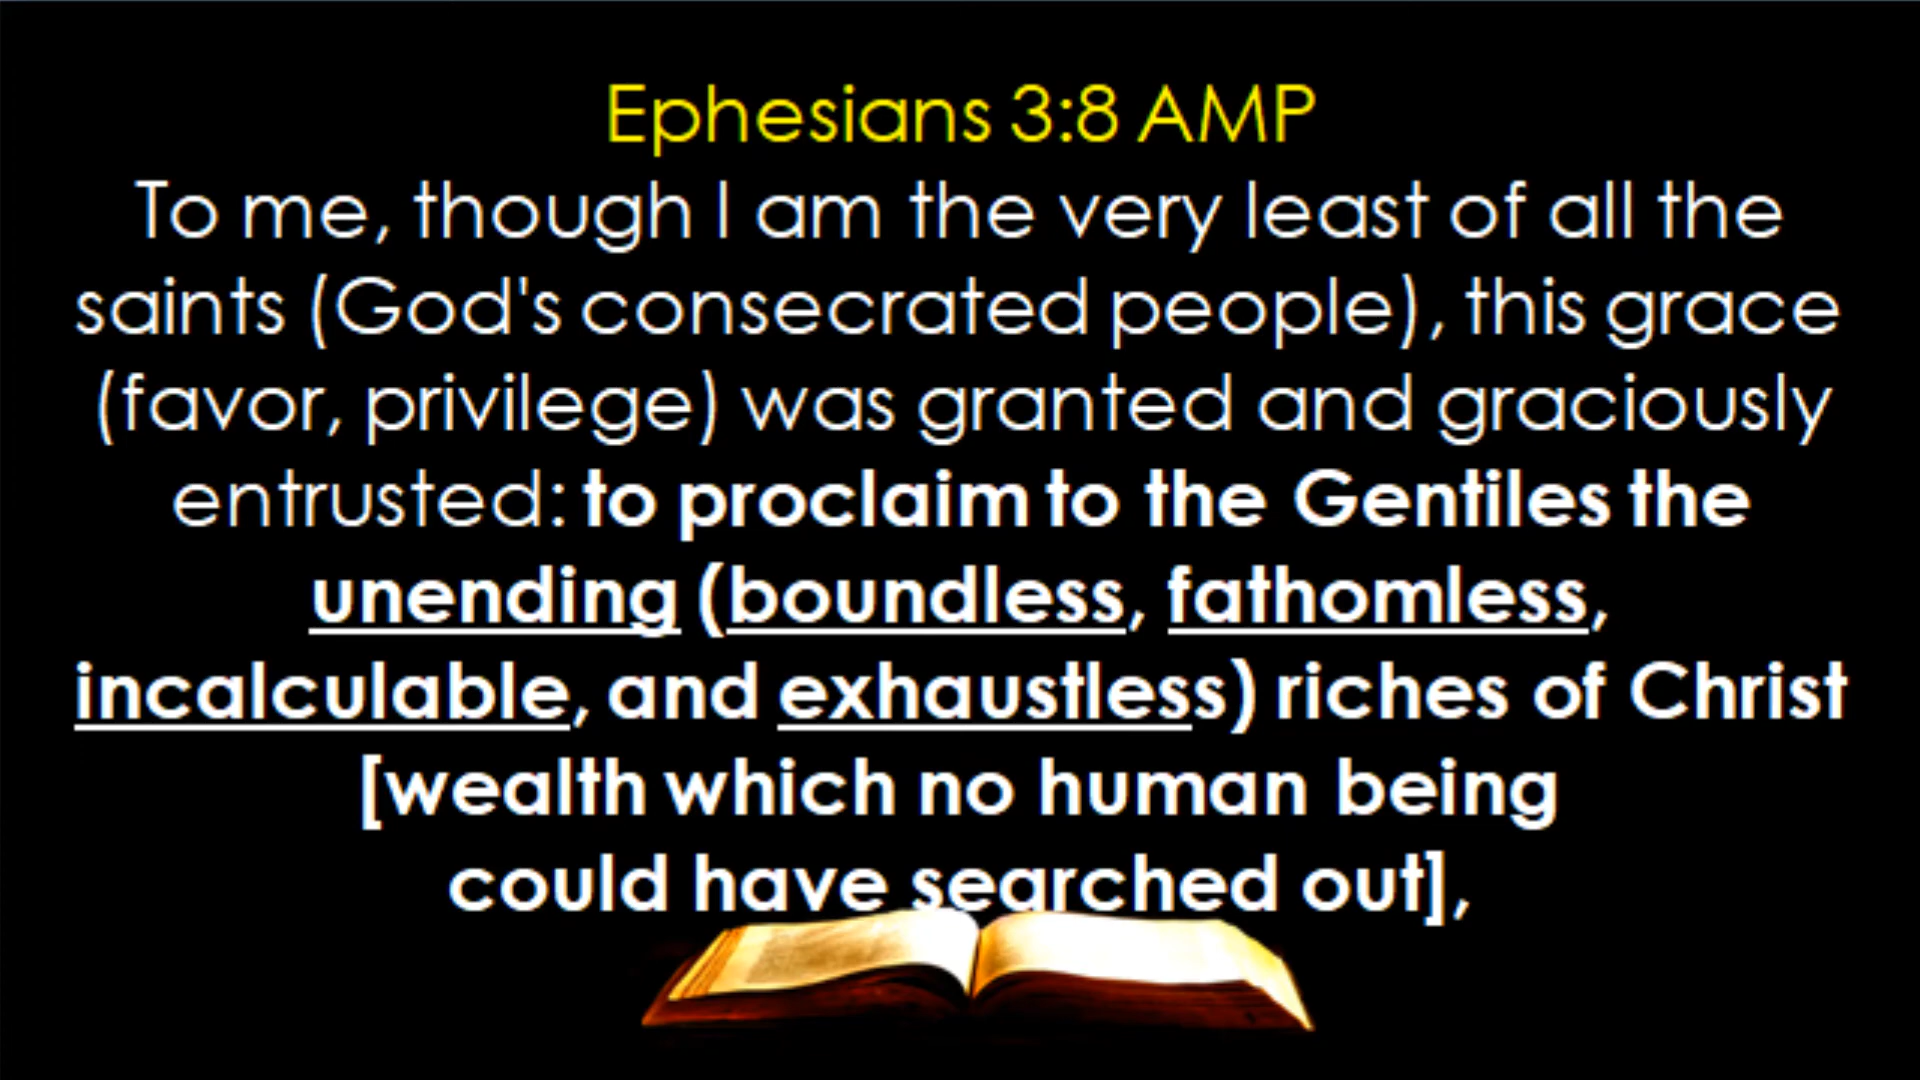 Ephesians 3:8 AMP
To me, though I am the very least of all the
saints (God's consecrated people), this grace
(favor, privilege) was granted and graciously
entrusted: to proclaim to the Gentiles the
unending (boundless, fathomless,
incalculable, and exhaustless) riches of Christ
[wealth which no human being
could have searched out],